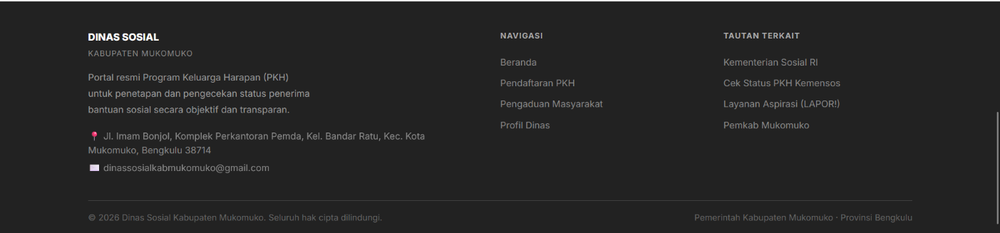 DINAS SOSIAL
KABUPATEN MUKOMUKO
Portal resmi Program Keluarga Harapan (PKH)
untuk penetapan dan pengecekan status penerima
bantuan sosial secara objektif dan transparan.
📍 Jl. Imam Bonjol, Komplek Perkantoran Pemda, Kel. Bandar Ratu, Kec. Kota
Mukomuko, Bengkulu 38714
✉️ dinassosialkabmukomuko@gmail.com
NAVIGASI
Beranda
Pendaftaran PKH
Pengaduan Masyarakat
Profil Dinas
TAUTAN TERKAIT
Kementerian Sosial RI
Cek Status PKH Kemensos
Layanan Aspirasi (LAPOR!)
Pemkab Mukomuko
© 2026 Dinas Sosial Kabupaten Mukomuko. Seluruh hak cipta dilindungi.
Pemerintah Kabupaten Mukomuko · Provinsi Bengkulu